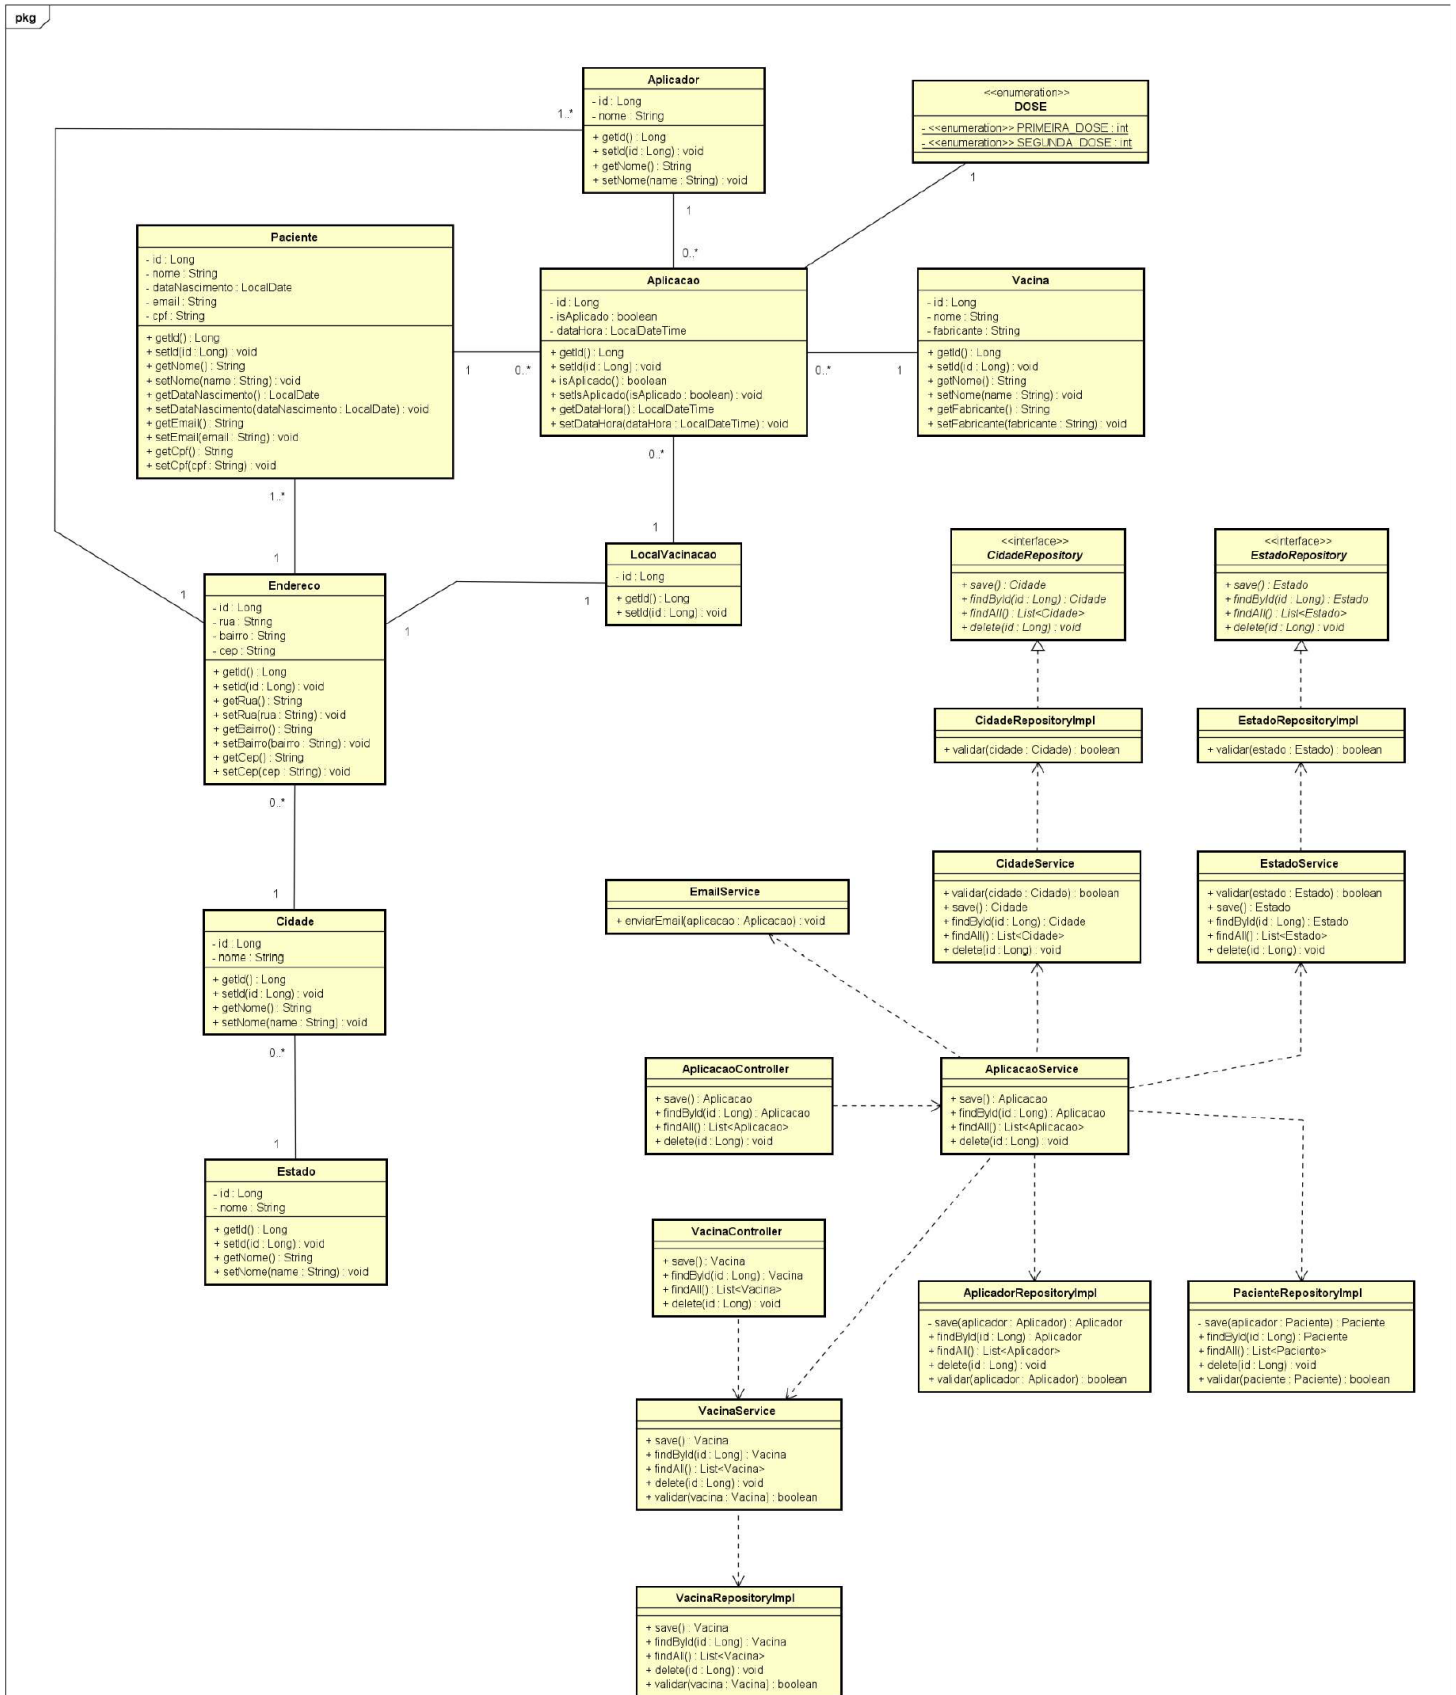 pkg
Aplicador
- id : Long
- nome : String
+ getId() : Long
+ setId(id : Long) : void
+ getNome() : String
+ setNome(name : String) : void
1..*
1
0..*
<<enumeration>>
DOSE
- <<enumeration>> PRIMEIRA_DOSE : int
- <<enumeration>> SEGUNDA_DOSE : int
1
Paciente
- id : Long
- nome : String
- dataNascimento : LocalDate
- email : String
- cpf : String
+ getId() : Long
+ setId(id : Long) : void
+ getNome() : String
+ setNome(name : String) : void
+ getDataNascimento() : LocalDate
+ setDataNascimento(dataNascimento : LocalDate) : void
+ getEmail() : String
+ setEmail(email : String) : void
+ getCpf() : String
+ setCpf(cpf : String) : void
1
0..*
1..*
1
Aplicacao
- id : Long
- isAplicado : boolean
- dataHora : LocalDateTime
+ getId() : Long
+ setId(id : Long) : void
+ isAplicado() : boolean
+ setIsAplicado(isAplicado : boolean) : void
+ getDataHora() : LocalDateTime
+ setDataHora(dataHora : LocalDateTime) : void
0..*
1
0..*
1
Vacina
- id : Long
- nome : String
- fabricante : String
+ getId() : Long
+ setId(id : Long) : void
+ getNome() : String
+ setNome(name : String) : void
+ getFabricante() : String
+ setFabricante(fabricante : String) : void
LocalVacinacao
- id : Long
+ getId() : Long
+ setId(id : Long) : void
1
1
1
Endereco
- id : Long
- rua : String
- bairro : String
- cep : String
+ getId() : Long
+ setId(id : Long) : void
+ getRua() : String
+ setRua(rua : String) : void
+ getBairro() : String
+ setBairro(bairro : String) : void
+ getCep() : String
+ setCep(cep : String) : void
0..*
1
Cidade
- id : Long
- nome : String
+ getId() : Long
+ setId(id : Long) : void
+ getNome() : String
+ setNome(name : String) : void
0..*
1
Estado
- id : Long
- nome : String
+ getId() : Long
+ setId(id : Long) : void
+ getNome() : String
+ setNome(name : String) : void
<<interface>>
CidadeRepository
+ save() : Cidade
+ findById(id : Long) : Cidade
+ findAll() : List<Cidade>
+ delete(id : Long) : void
<<interface>>
EstadoRepository
+ save() : Estado
+ findById(id : Long) : Estado
+ findAll() : List<Estado>
+ delete(id : Long) : void
CidadeRepositoryImpl
+ validar(cidade : Cidade) : boolean
EstadoRepositoryImpl
+ validar(estado : Estado) : boolean
CidadeService
+ validar(cidade : Cidade) : boolean
+ save() : Cidade
+ findById(id : Long) : Cidade
+ findAll() : List<Cidade>
+ delete(id : Long) : void
EstadoService
+ validar(estado : Estado) : boolean
+ save() : Estado
+ findById(id : Long) : Estado
+ findAll() : List<Estado>
+ delete(id : Long) : void
EmailService
+ enviarEmail(aplicacao : Aplicacao) : void
AplicacaoController
+ save() : Aplicacao
+ findById(id : Long) : Aplicacao
+ findAll() : List<Aplicacao>
+ delete(id : Long) : void
AplicacaoService
+ save() : Aplicacao
+ findById(id : Long) : Aplicacao
+ findAll() : List<Aplicacao>
+ delete(id : Long) : void
VacinaController
+ save() : Vacina
+ findById(id : Long) : Vacina
+ findAll() : List<Vacina>
+ delete(id : Long) : void
AplicadorRepositoryImpl
- save(aplicador : Aplicador) : Aplicador
+ findById(id : Long) : Aplicador
+ findAll() : List<Aplicador>
+ delete(id : Long) : void
+ validar(aplicador : Aplicador) : boolean
PacienteRepositoryImpl
- save(aplicador : Paciente) : Paciente
+ findById(id : Long) : Paciente
+ findAll() : List<Paciente>
+ delete(id : Long) : void
+ validar(paciente : Paciente) : boolean
VacinaService
+ save() : Vacina
+ findById(id : Long) : Vacina
+ findAll() : List<Vacina>
+ delete(id : Long) : void
+ validar(vacina : Vacina) : boolean
VacinaRepositoryImpl
+ save() : Vacina
+ findById(id : Long) : Vacina
+ findAll() : List<Vacina>
+ delete(id : Long) : void
+ validar(vacina : Vacina) : boolean